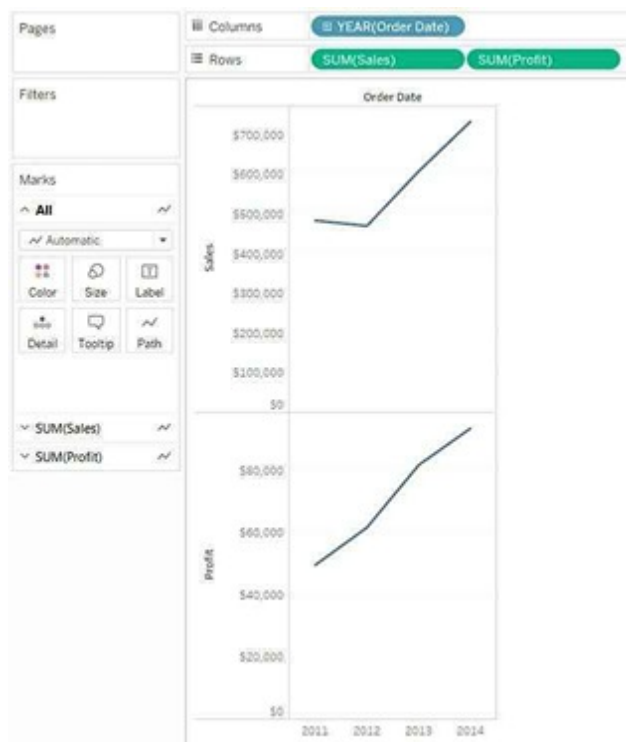 Pages
Columns
YEAR(Order Date)
Rows
SUM(Sales) SUM(Profit)
Filters
Marks
All
Automatic
Color Size Label
Detail Tooltip Path
SUM(Sales)
SUM(Profit)
Order Date
Sales
$700,000
$600,000
$500,000
$400,000
$300,000
$200,000
$100,000
$0
Profit
$80,000
$60,000
$40,000
$20,000
$0
2011 2012 2013 2014